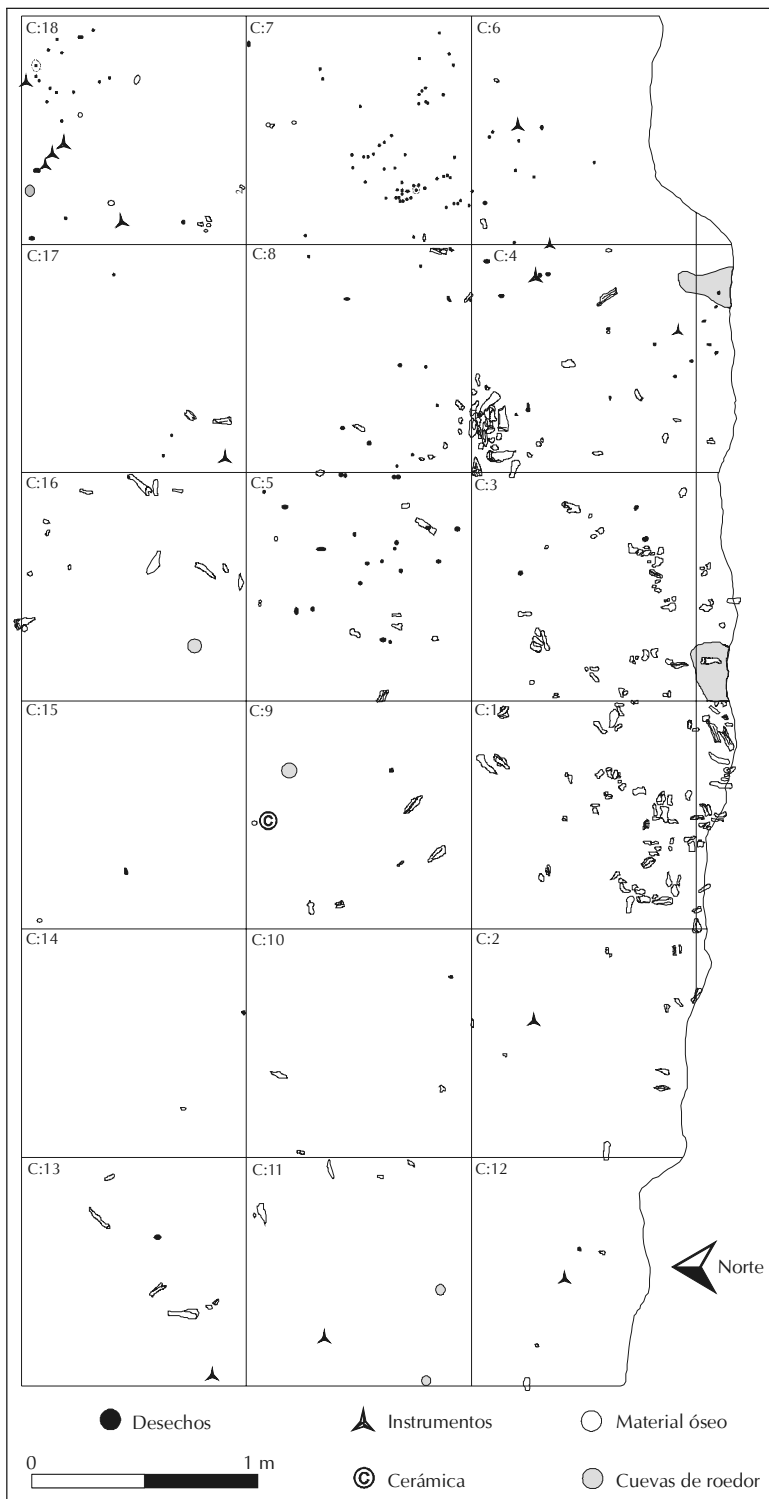 C:18 C:7 C:6
C:17 C:8 C:4
C:16 C:5 C:3
C:15 C:9 C:1
©
C:14 C:10 C:2
C:13 C:11 C:12
Norte
Desechos Instrumentos Material óseo
0 1 m © Cerámica Cuevas de roedor